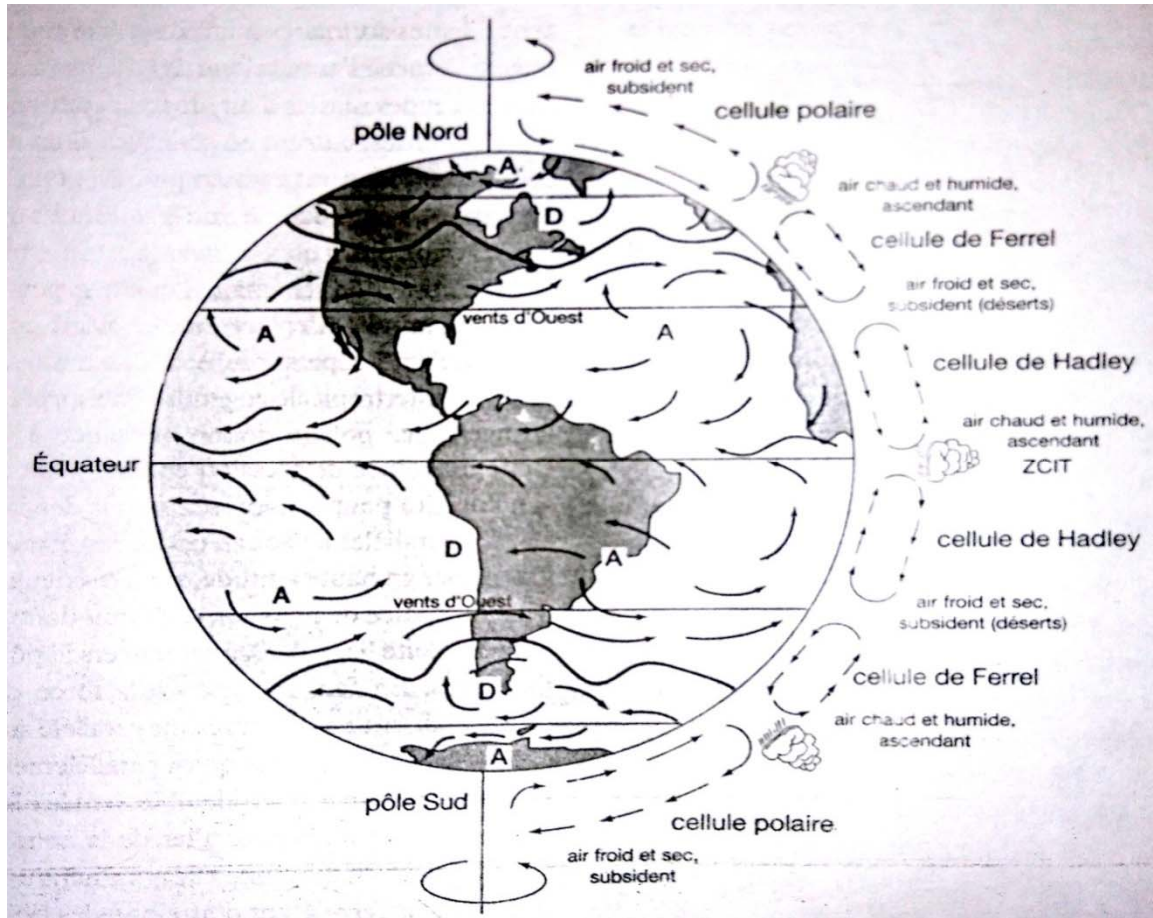 air froid et sec,
subsident
cellule polaire
pôle Nord
A
air chaud et humide,
ascendant
D
cellule de Ferrel
air froid et sec,
subsident (déserts)
vents d'Ouest
A
A
cellule de Hadley
air chaud et humide,
ascendant
ZCIT
Équateur
cellule de Hadley
D
A
A
vents d'Ouest
air froid et sec,
subsident (déserts)
cellule de Ferrel
D
air chaud et humide,
ascendant
A
pôle Sud
cellule polaire
air froid et sec,
subsident